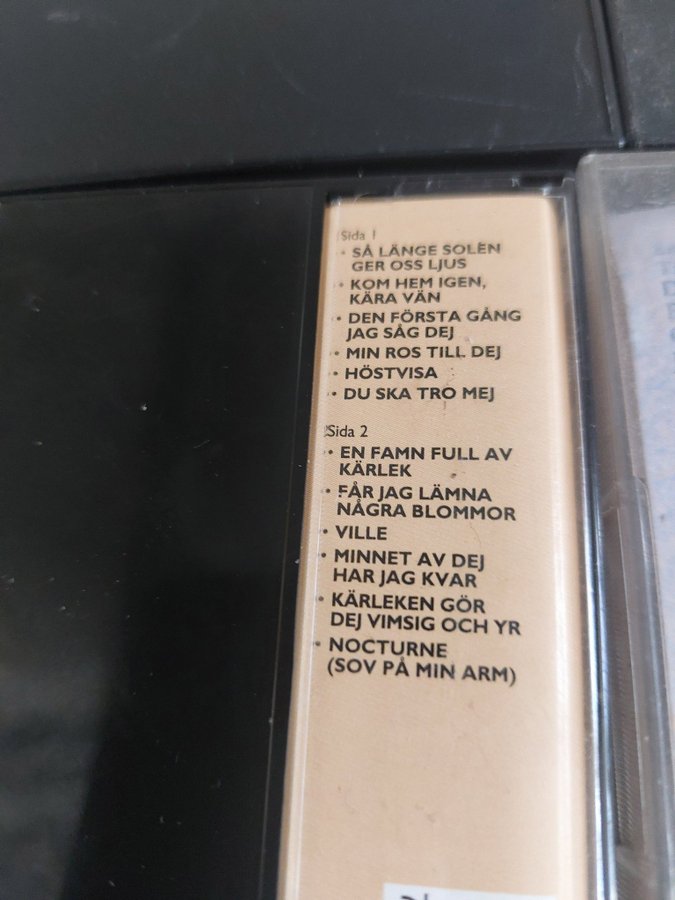 Sida 1
• SÅ LÄNGE SOLEN
GER OSS LJUS
• KOM HEM IGEN,
KÄRA VÄN
• DEN FÖRSTA GÅNG
JAG SÅG DEJ
• MIN ROS TILL DEJ
• HÖSTVISA
• DU SKA TRO MEJ
Sida 2
• EN FAMN FULL AV
KÄRLEK
• FÅR JAG LÄMNA
NÅGRA BLOMMOR
• VILLE
• MINNET AV DEJ
HAR JAG KVAR
• KÄRLEKEN GÖR
DEJ VIMSIG OCH YR
• NOCTURNE
(SOV PÅ MIN ARM)